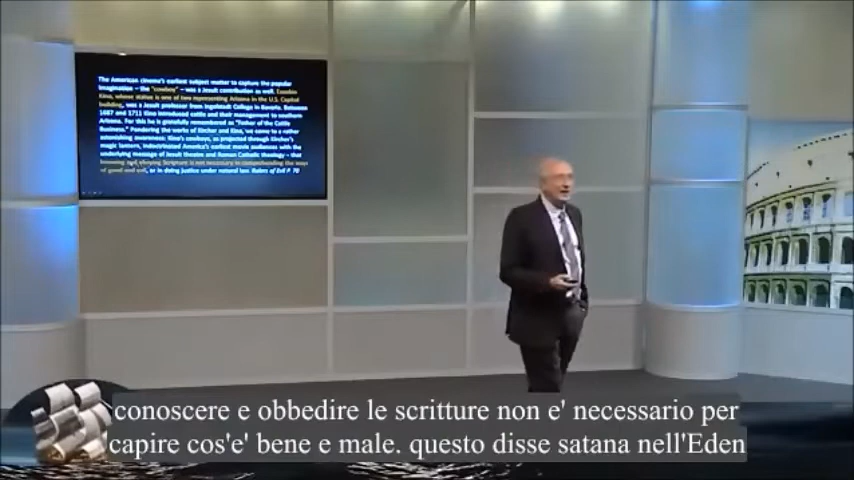 The American cinema's earliest subject matter to capture the popular
imagination – the "cowboy" – was a Jesuit contribution as well. Eusebio
Kino, whose statue is one of two representing Arizona in the U.S. Capitol
building, was a Jesuit professor from Ingolstadt College in Bavaria. Between
1687 and 1711 Kino introduced cattle and their management to southern
Arizona. For this he is gratefully remembered as "Father of the Cattle
Business." Pondering the works of Kircher and Kino, we come to a rather
astonishing awareness: Kino's cowboys, as projected through Kircher's
magic lantern, indoctrinated America's earliest movie audiences with the
underlying message of Jesuit theatre and Roman Catholic theology – that
knowing and obeying Scripture is not necessary in comprehending the ways
of good and evil, or in doing justice under natural law. Rulers of Evil P 70
conoscere e obbedire le scritture non e' necessario per
capire cos'e' bene e male. questo disse satana nell'Eden